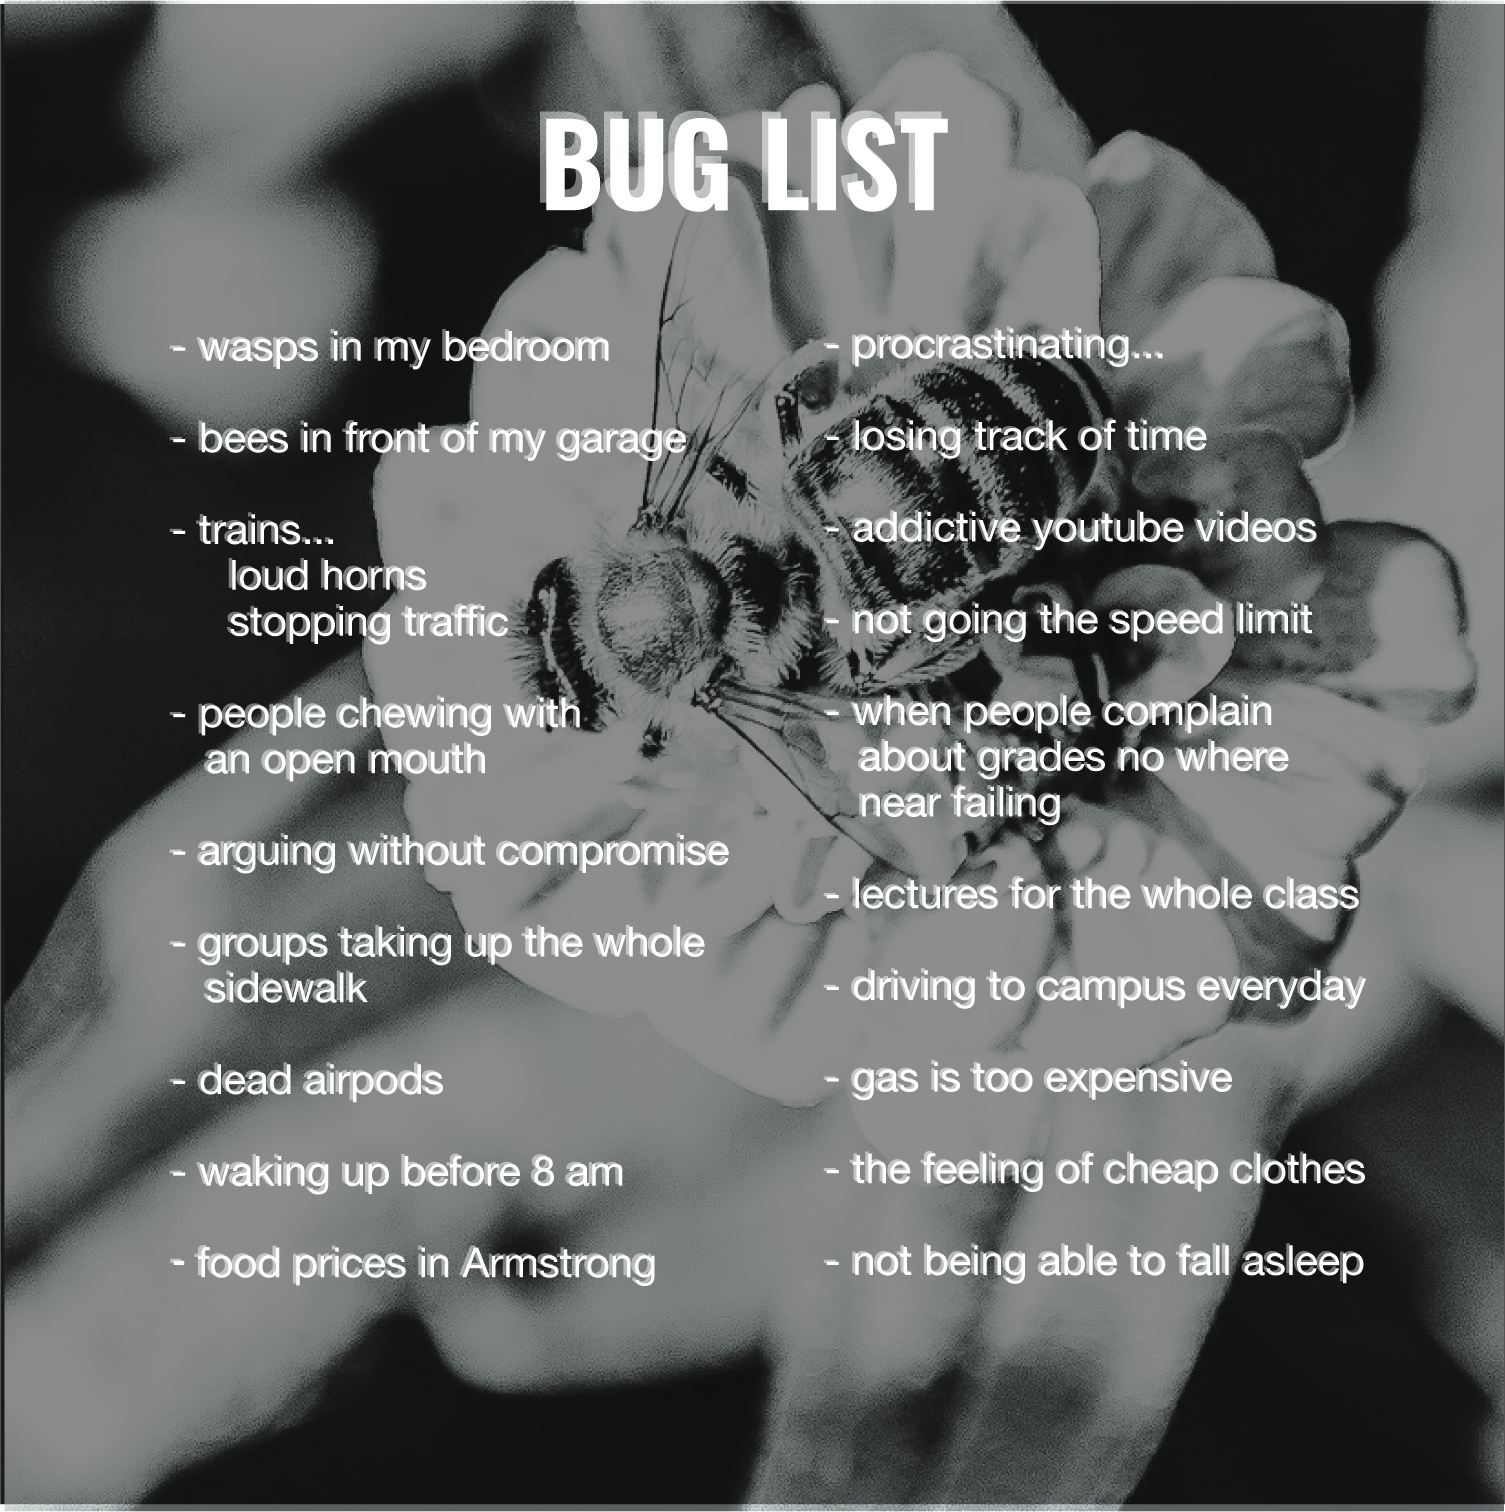 BUG LIST
- wasps in my bedroom
- bees in front of my garage
- trains...
loud horns
stopping traffic
- people chewing with
an open mouth
- arguing without compromise
- groups taking up the whole
sidewalk
- dead airpods
- waking up before 8 am
- food prices in Armstrong
- procrastinating...
- losing track of time
- addictive youtube videos
- not going the speed limit
- when people complain
about grades no where
near failing
- lectures for the whole class
- driving to campus everyday
- gas is too expensive
- the feeling of cheap clothes
- not being able to fall asleep